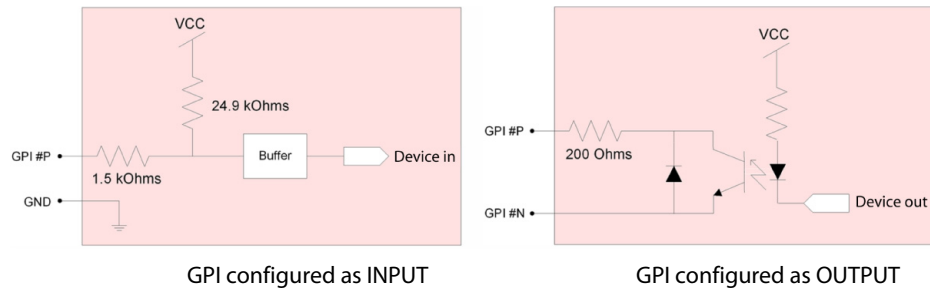 VCC
24.9 kOhms
GPI #P
1.5 kOhms
Buffer
Device in
GND
GPI configured as INPUT
VCC
GPI #P
200 Ohms
GPI #N
Device out
GPI configured as OUTPUT